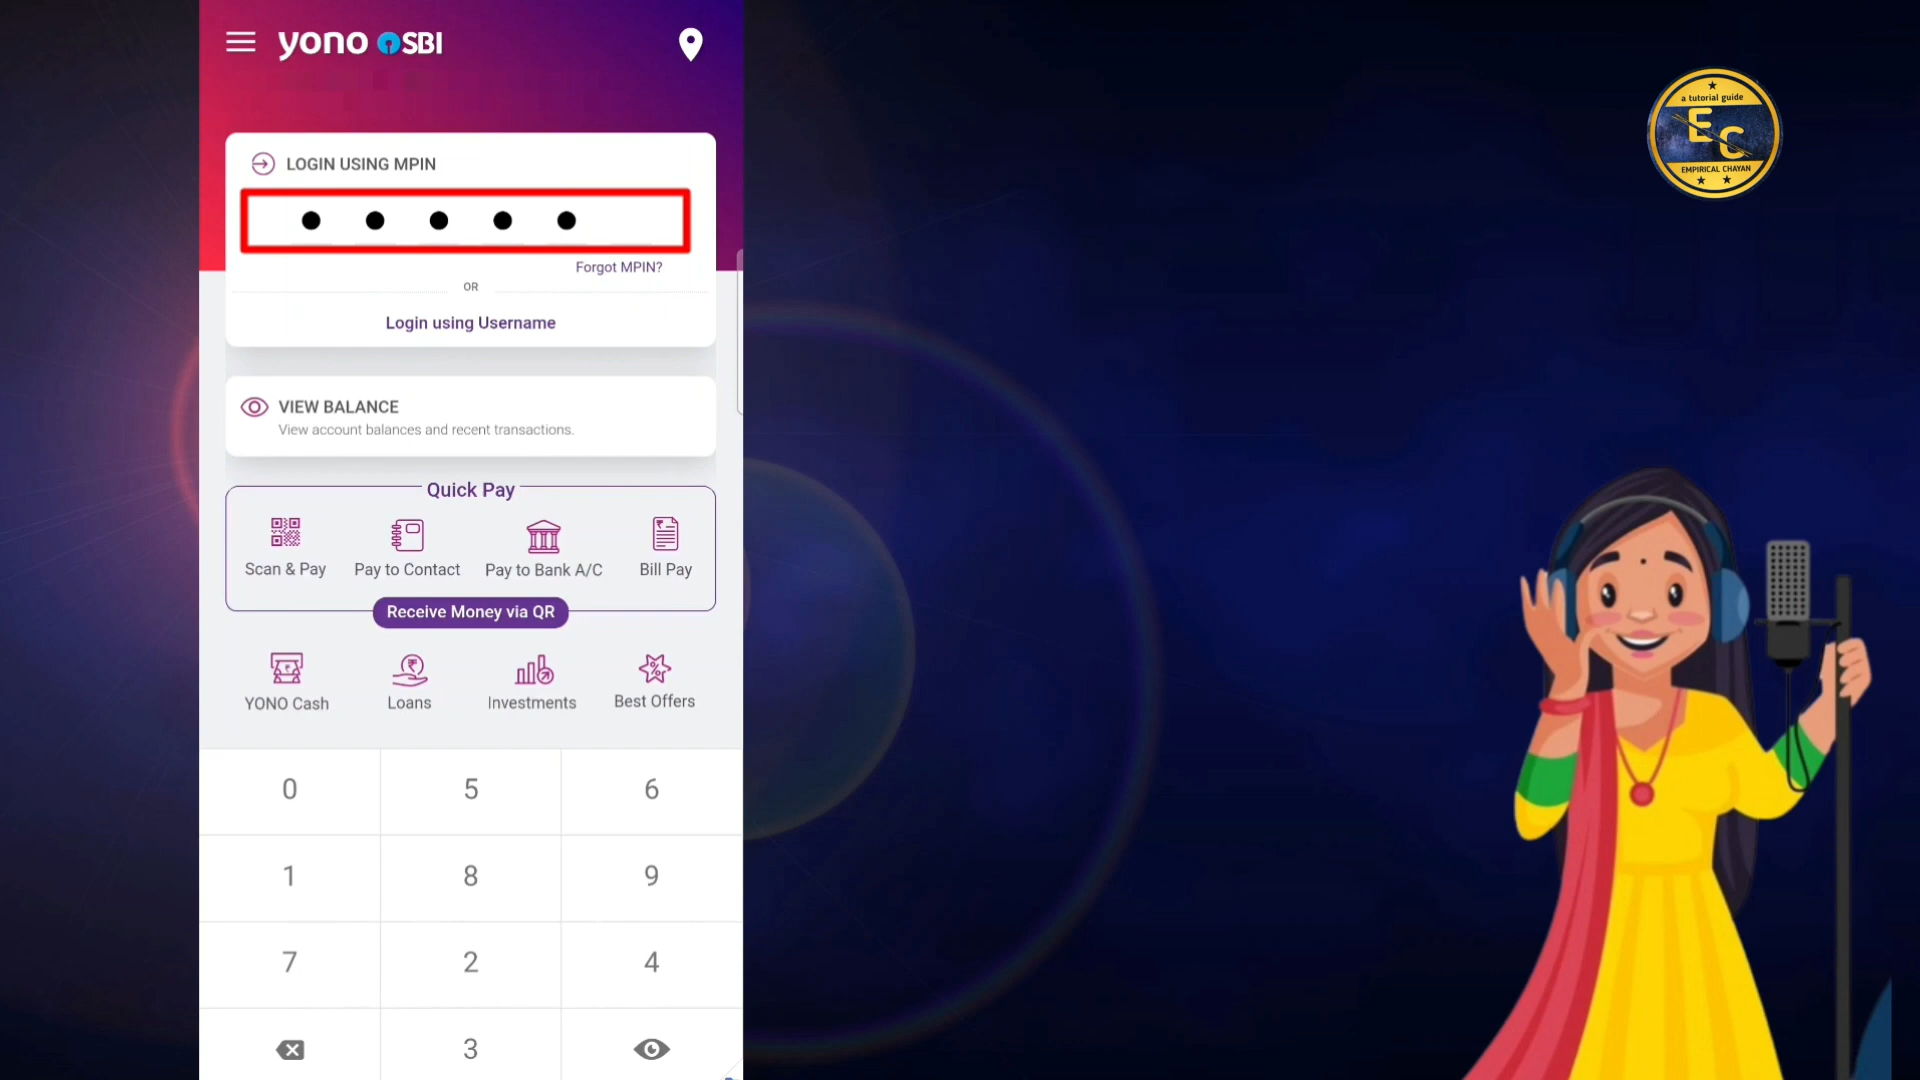 yono SBI
LOGIN USING MPIN
Forgot MPIN?
OR
Login using Username
VIEW BALANCE
View account balances and recent transactions.
Quick Pay
Scan & Pay Pay to Contact Pay to Bank A/C Bill Pay
Receive Money via QR
YONO Cash Loans Investments Best Offers
0 5 6
1 8 9
7 2 4
3
a tutorial guide
EC
EMPIRICAL CHAYAN